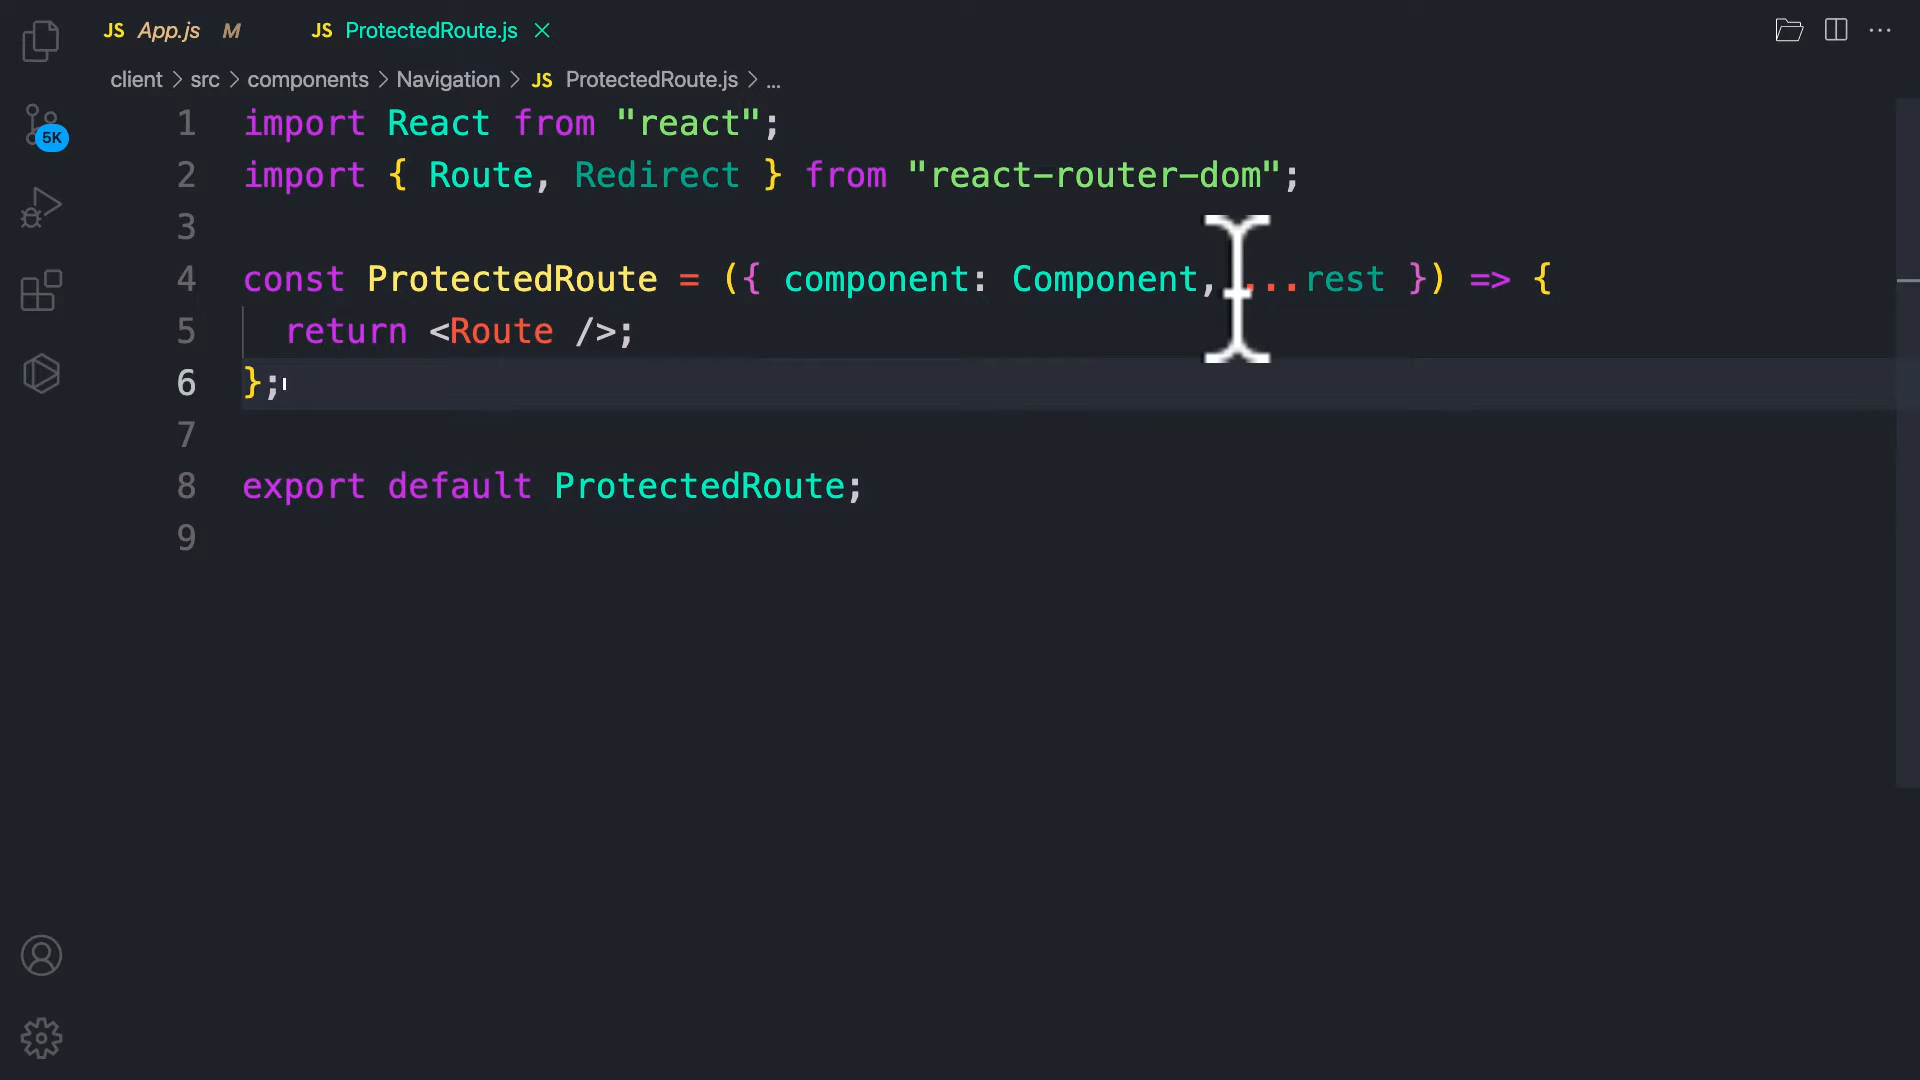 JS App.js M JS ProtectedRoute.js
client > src > components > Navigation > JS ProtectedRoute.js > ...
5K
1 import React from "react";
2 import { Route, Redirect } from "react-router-dom";
3
4 const ProtectedRoute = ({ component: Component, ...rest }) => {
5 return <Route />;
6 };
7
8 export default ProtectedRoute;
9